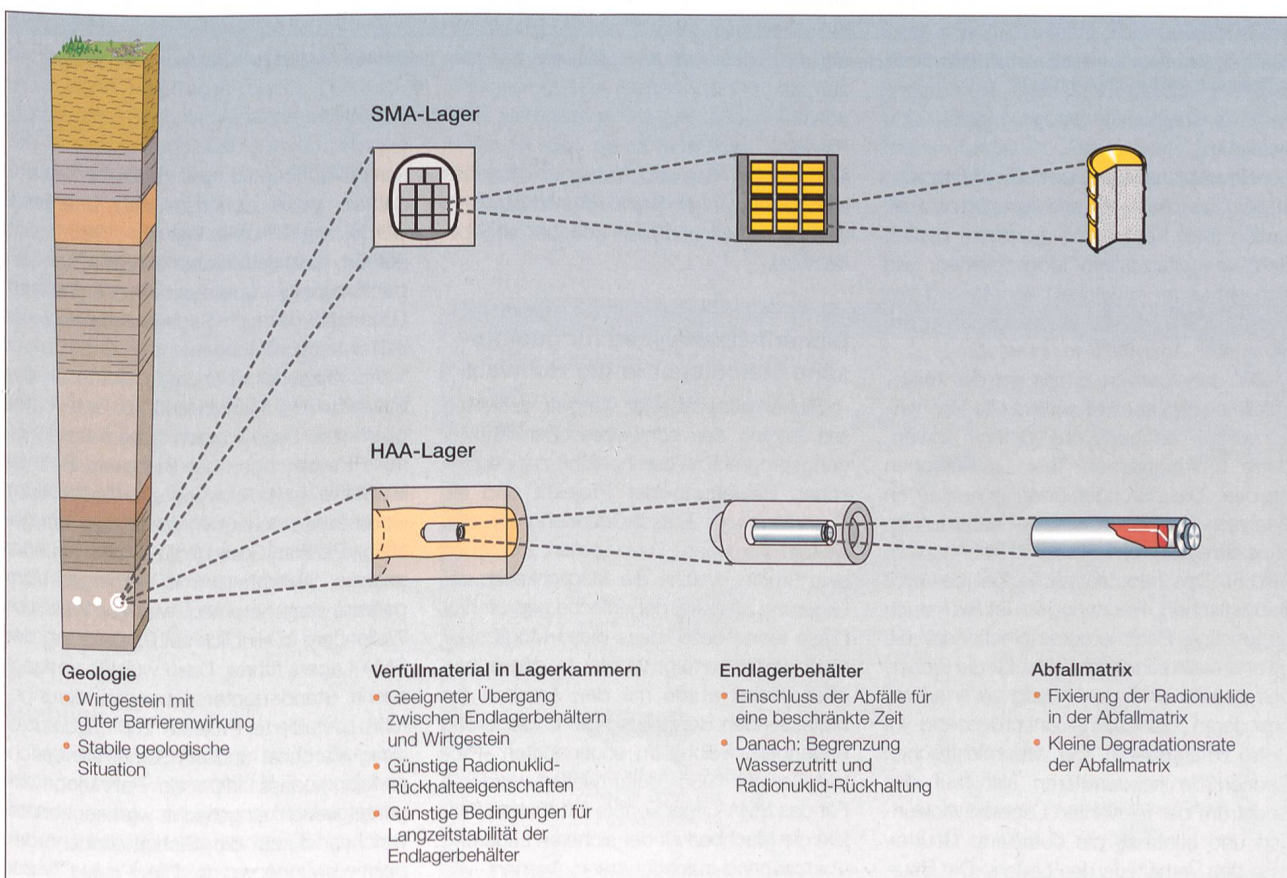 SMA-Lager
HAA-Lager
Geologie
• Wirtgestein mit
guter Barrierenwirkung
• Stabile geologische
Situation
Verfüllmaterial in Lagerkammern
• Geeigneter Übergang
zwischen Endlagerbehältern
und Wirtgestein
• Günstige Radionuklid-
Rückhalteeigenschaften
• Günstige Bedingungen für
Langzeitstabilität der
Endlagerbehälter
Endlagerbehälter
• Einschluss der Abfälle für
eine beschränkte Zeit
• Danach: Begrenzung
Wasserzutritt und
Radionuklid-Rückhaltung
Abfallmatrix
• Fixierung der Radionuklide
in der Abfallmatrix
• Kleine Degradationsrate
der Abfallmatrix